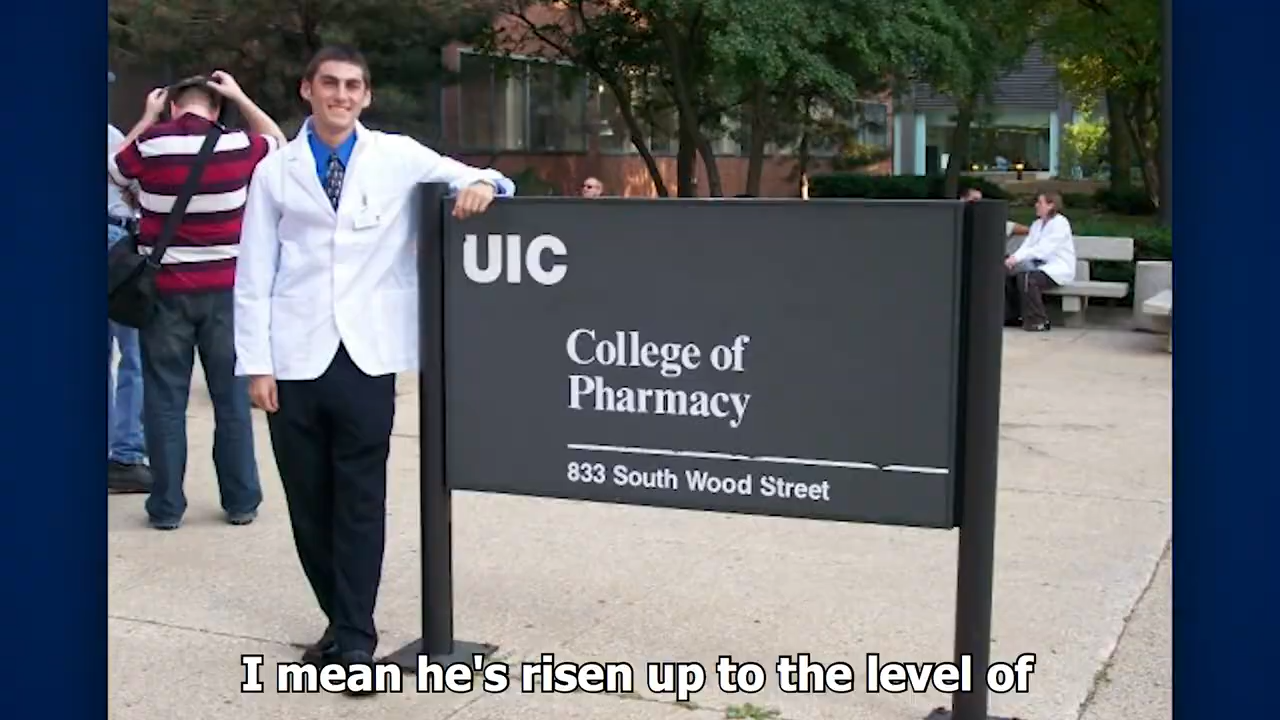 UIC
College of
Pharmacy
833 South Wood Street
I mean he's risen up to the level of